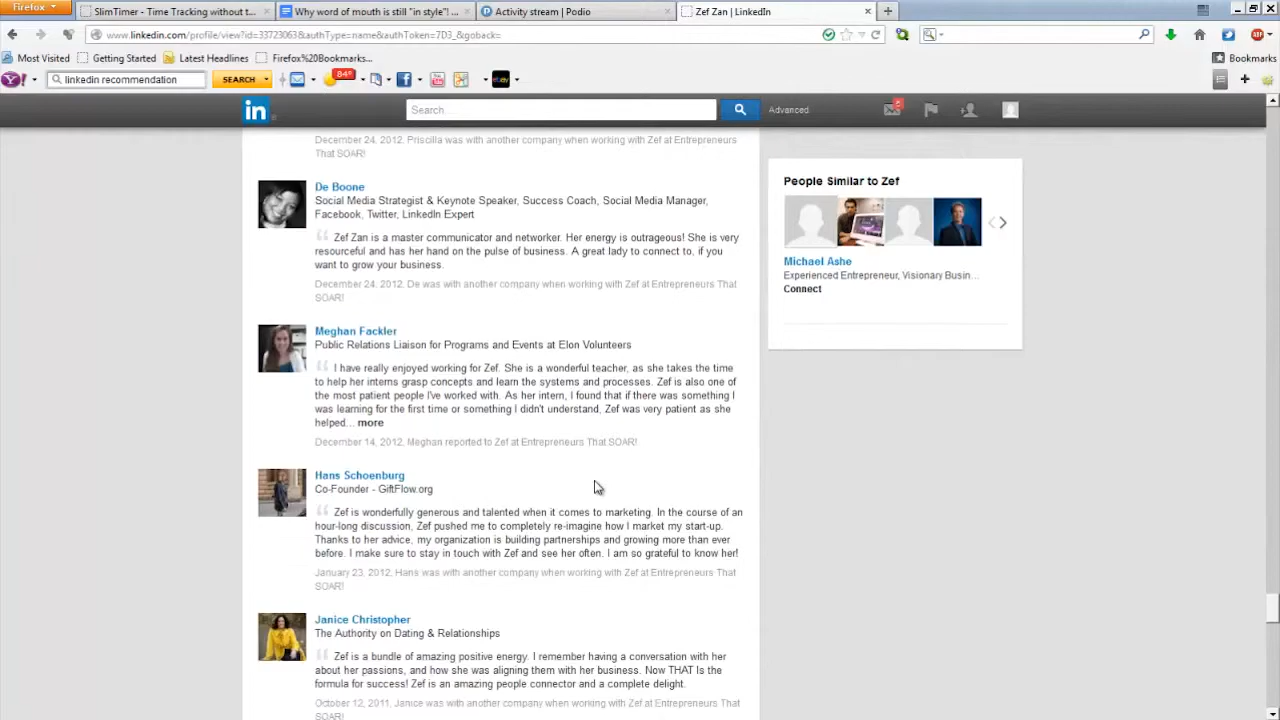 Firefox
SlimTimer - Time Tracking without t...
Why word of mouth is still "in style"! ...
Activity stream | Podio
Zef Zan | LinkedIn
www.linkedin.com/profile/view?id=33723063&authType=name&authToken=7D3_&goback=
Most Visited
Getting Started
Latest Headlines
Firefox%20Bookmarks...
Bookmarks
linkedin recommendation
SEARCH
84°
You
Tube
ebay
in
Search...
Advanced
December 24, 2012, Priscilla was with another company when working with Zef at Entrepreneurs
That SOAR!
De Boone
Social Media Strategist & Keynote Speaker, Success Coach, Social Media Manager,
Facebook, Twitter, LinkedIn Expert
Zef Zan is a master communicator and networker. Her energy is outrageous! She is very
resourceful and has her hand on the pulse of business. A great lady to connect to, if you
want to grow your business.
December 24, 2012, De was with another company when working with Zef at Entrepreneurs That
SOAR!
Meghan Fackler
Public Relations Liaison for Programs and Events at Elon Volunteers
I have really enjoyed working for Zef. She is a wonderful teacher, as she takes the time
to help her interns grasp concepts and learn the systems and processes. Zef is also one of
the most patient people I've worked with. As her intern, I found that if there was something I
was learning for the first time or something I didn't understand, Zef was very patient as she
helped... more
December 14, 2012, Meghan reported to Zef at Entrepreneurs That SOAR!
Hans Schoenburg
Co-Founder - GiftFlow.org
Zef is wonderfully generous and talented when it comes to marketing. In the course of an
hour-long discussion, Zef pushed me to completely re-imagine how I market my start-up.
Thanks to her advice, my organization is building partnerships and growing more than ever
before. I make sure to stay in touch with Zef and see her often. I am so grateful to know her!
January 23, 2012, Hans was with another company when working with Zef at Entrepreneurs That
SOAR!
Janice Christopher
The Authority on Dating & Relationships
Zef is a bundle of amazing positive energy. I remember having a conversation with her
about her passions, and how she was aligning them with her business. Now THAT Is the
formula for success! Zef is an amazing people connector and a complete delight.
October 12, 2011, Janice was with another company when working with Zef at Entrepreneurs
That SOAR!
People Similar to Zef
Michael Ashe
Experienced Entrepreneur, Visionary Busin...
Connect